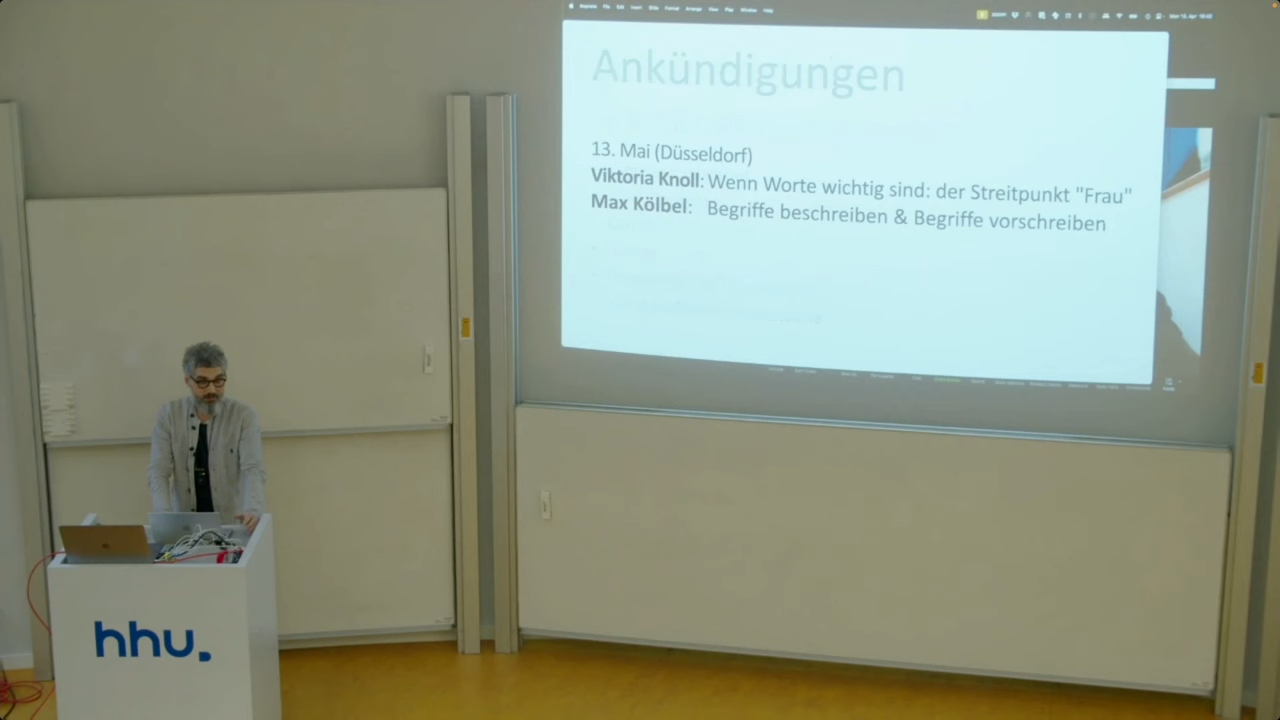 Ankündigungen
13. Mai (Düsseldorf)
Viktoria Knoll: Wenn Worte wichtig sind: der Streitpunkt "Frau"
Max Kölbel: Begriffe beschreiben & Begriffe vorschreiben
hhu.